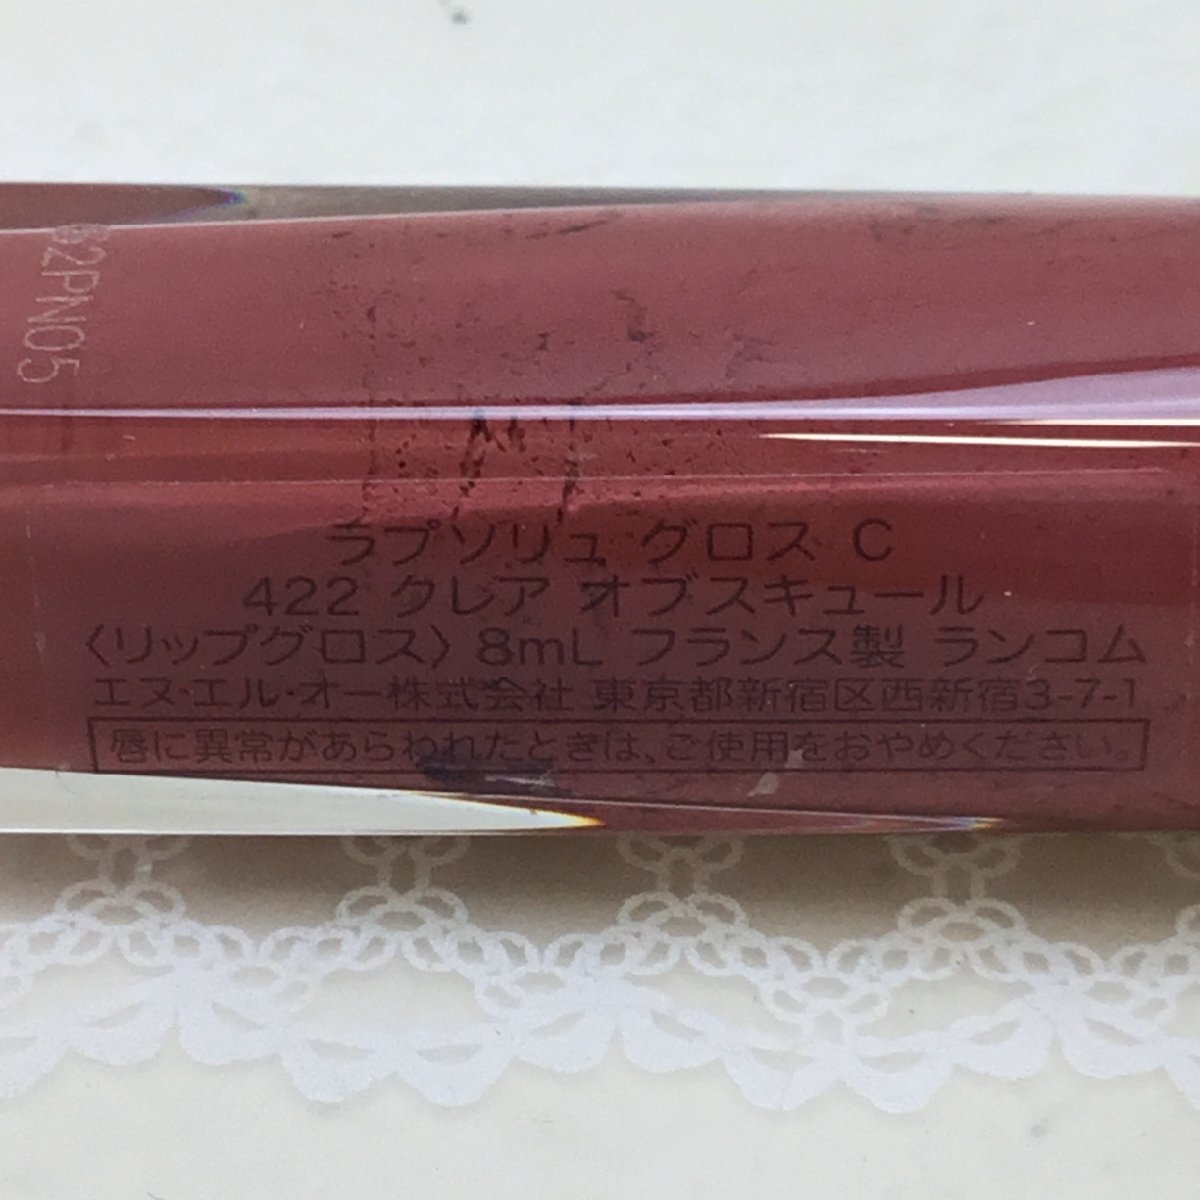 ラプソリュ グロス C
422 クレア オブスキュール
〈リップグロス〉 8mL フランス製 ランコム
エヌ・エル・オー株式会社 東京都新宿区西新宿3-7-1
唇に異常があらわれたときは、ご使用をおやめください。